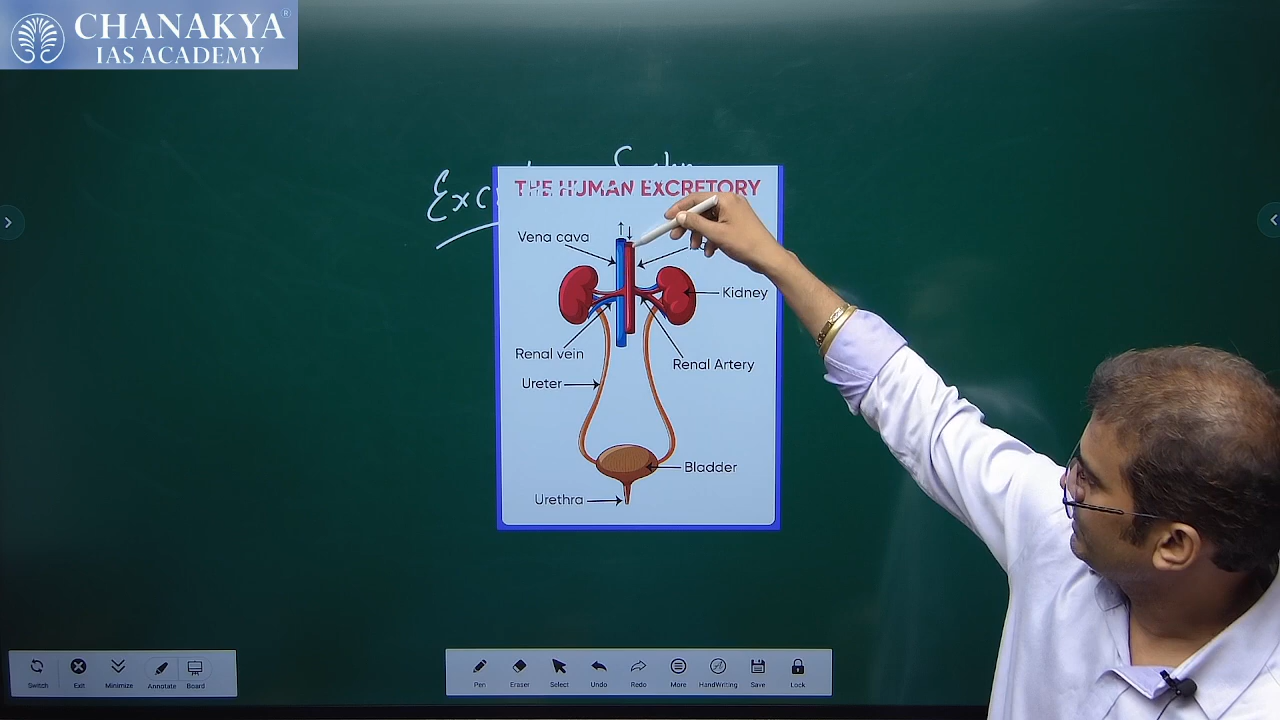 CHANAKYA®
IAS ACADEMY
THE HUMAN EXCRETORY
Vena cava
Kidney
Renal vein
Renal Artery
Ureter
Bladder
Urethra
Switch Exit Minimize Annotate Board
Pen Eraser Select Undo Redo More HandWriting Save Lock